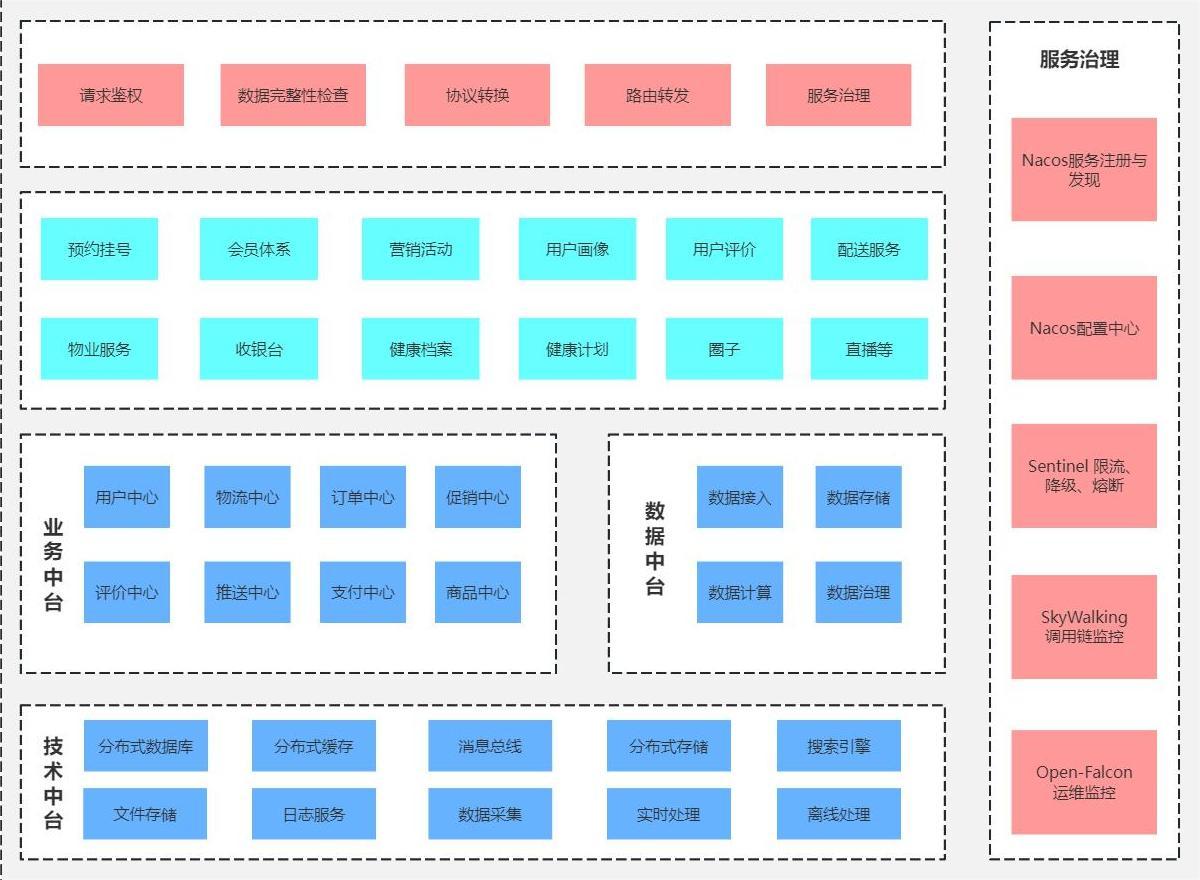 请求鉴权
数据完整性检查
协议转换
路由转发
服务治理
预约挂号
会员体系
营销活动
用户画像
用户评价
配送服务
物业服务
收银台
健康档案
健康计划
圈子
直播等
业务中台
用户中心
物流中心
订单中心
促销中心
评价中心
推送中心
支付中心
商品中心
数据中台
数据接入
数据存储
数据计算
数据治理
技术中台
分布式数据库
分布式缓存
消息总线
分布式存储
搜索引擎
文件存储
日志服务
数据采集
实时处理
离线处理
服务治理
Nacos服务注册与
发现
Nacos配置中心
Sentinel 限流、
降级、熔断
SkyWalking
调用链监控
Open-Falcon
运维监控